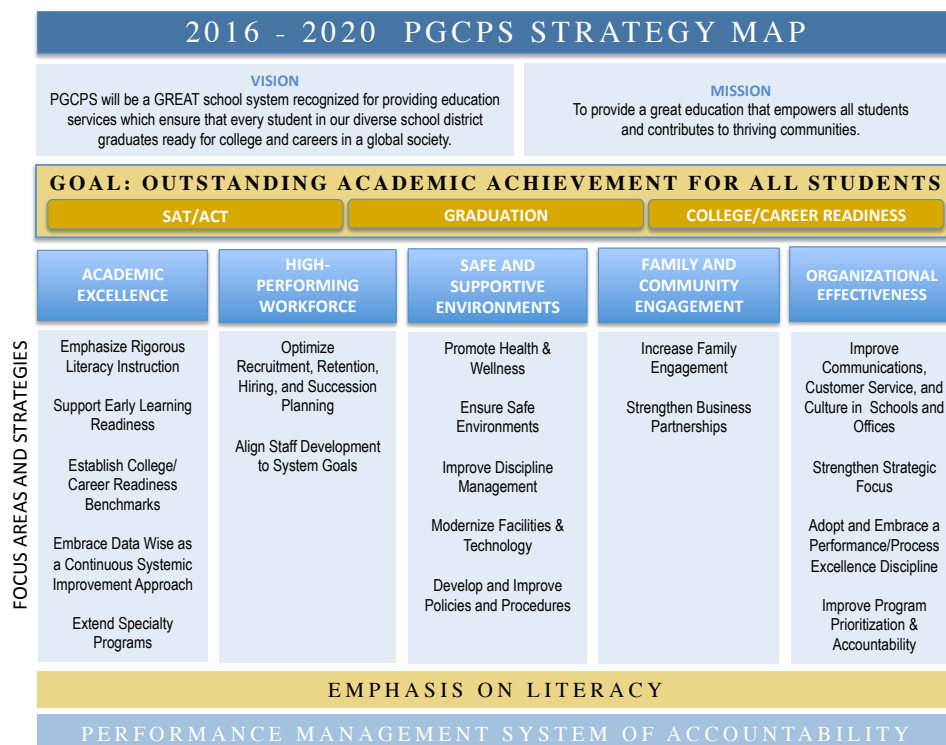 2016 - 2020 PGCPS STRATEGY MAP
VISION
PGCPS will be a GREAT school system recognized for providing education
services which ensure that every student in our diverse school district
graduates ready for college and careers in a global society.
MISSION
To provide a great education that empowers all students
and contributes to thriving communities.
GOAL: OUTSTANDING ACADEMIC ACHIEVEMENT FOR ALL STUDENTS
SAT/ACT
GRADUATION
COLLEGE/CAREER READINESS
FOCUS AREAS AND STRATEGIES
ACADEMIC
EXCELLENCE
Emphasize Rigorous
Literacy Instruction
Support Early Learning
Readiness
Establish College/
Career Readiness
Benchmarks
Embrace Data Wise as
a Continuous Systemic
Improvement Approach
Extend Specialty
Programs
HIGH-
PERFORMING
WORKFORCE
Optimize
Recruitment, Retention,
Hiring, and Succession
Planning
Align Staff Development
to System Goals
SAFE AND
SUPPORTIVE
ENVIRONMENTS
Promote Health &
Wellness
Ensure Safe
Environments
Improve Discipline
Management
Modernize Facilities &
Technology
Develop and Improve
Policies and Procedures
FAMILY AND
COMMUNITY
ENGAGEMENT
Increase Family
Engagement
Strengthen Business
Partnerships
ORGANIZATIONAL
EFFECTIVENESS
Improve
Communications,
Customer Service, and
Culture in Schools and
Offices
Strengthen Strategic
Focus
Adopt and Embrace a
Performance/Process
Excellence Discipline
Improve Program
Prioritization &
Accountability
EMPHASIS ON LITERACY
PERFORMANCE MANAGEMENT SYSTEM OF ACCOUNTABILITY